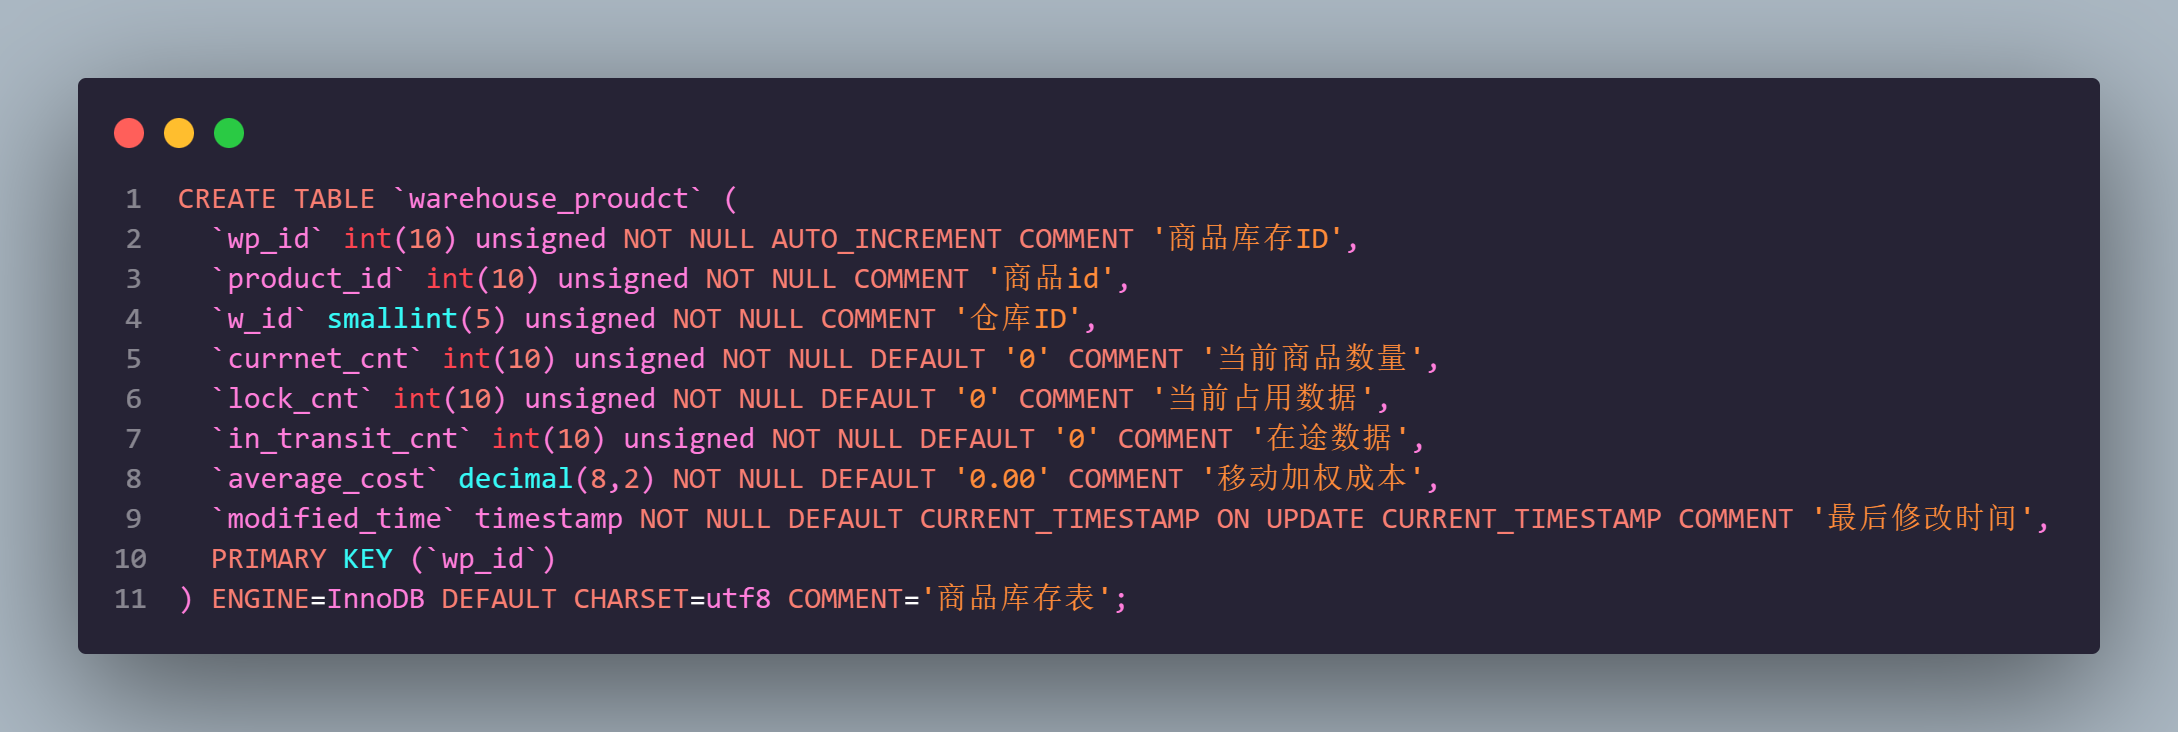 1 CREATE TABLE `warehouse_proudct` (
2 `wp_id` int(10) unsigned NOT NULL AUTO_INCREMENT COMMENT '商品库存ID',
3 `product_id` int(10) unsigned NOT NULL COMMENT '商品id',
4 `w_id` smallint(5) unsigned NOT NULL COMMENT '仓库ID',
5 `currnet_cnt` int(10) unsigned NOT NULL DEFAULT '0' COMMENT '当前商品数量',
6 `lock_cnt` int(10) unsigned NOT NULL DEFAULT '0' COMMENT '当前占用数据',
7 `in_transit_cnt` int(10) unsigned NOT NULL DEFAULT '0' COMMENT '在途数据',
8 `average_cost` decimal(8,2) NOT NULL DEFAULT '0.00' COMMENT '移动加权成本',
9 `modified_time` timestamp NOT NULL DEFAULT CURRENT_TIMESTAMP ON UPDATE CURRENT_TIMESTAMP COMMENT '最后修改时间',
10 PRIMARY KEY (`wp_id`)
11 ) ENGINE=InnoDB DEFAULT CHARSET=utf8 COMMENT='商品库存表';